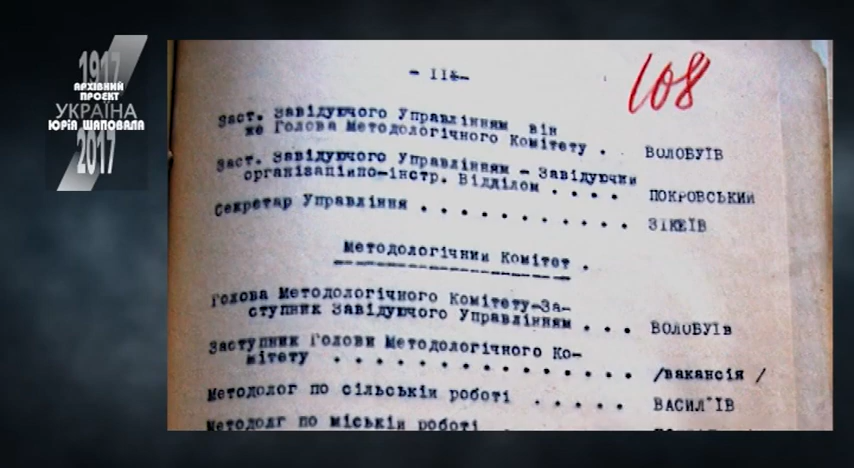 1917
АРХІВНИЙ
ПРОЕКТ
УКРАЇНА
ЮРІЯ ШАПОВАЛА
2017
108
Заст. Завідуючого Управлінням він
же Голова Методологічного Комітету . ВОЛОБУЇВ
Заст. Завідуючого Управлінням – Завідуючий
організаційно-інстр. Відділом . . . . ПОКРОВСЬКИЙ
Секретар Управління . . . . . . . . . . . ЗІКЕЇВ
Методологічний Комітет .
Голова Методологічного Комітету-За-
ступник Завідуючого Управлінням . . . ВОЛОБУЇв
Заступник Голови Методологічного Ко-
мітету . . . . . . . . . . . . . . . /вакансія /
Методолог по сільській роботі . . . . . ВАСИЛ"ЇВ
Методолг по міській роботі